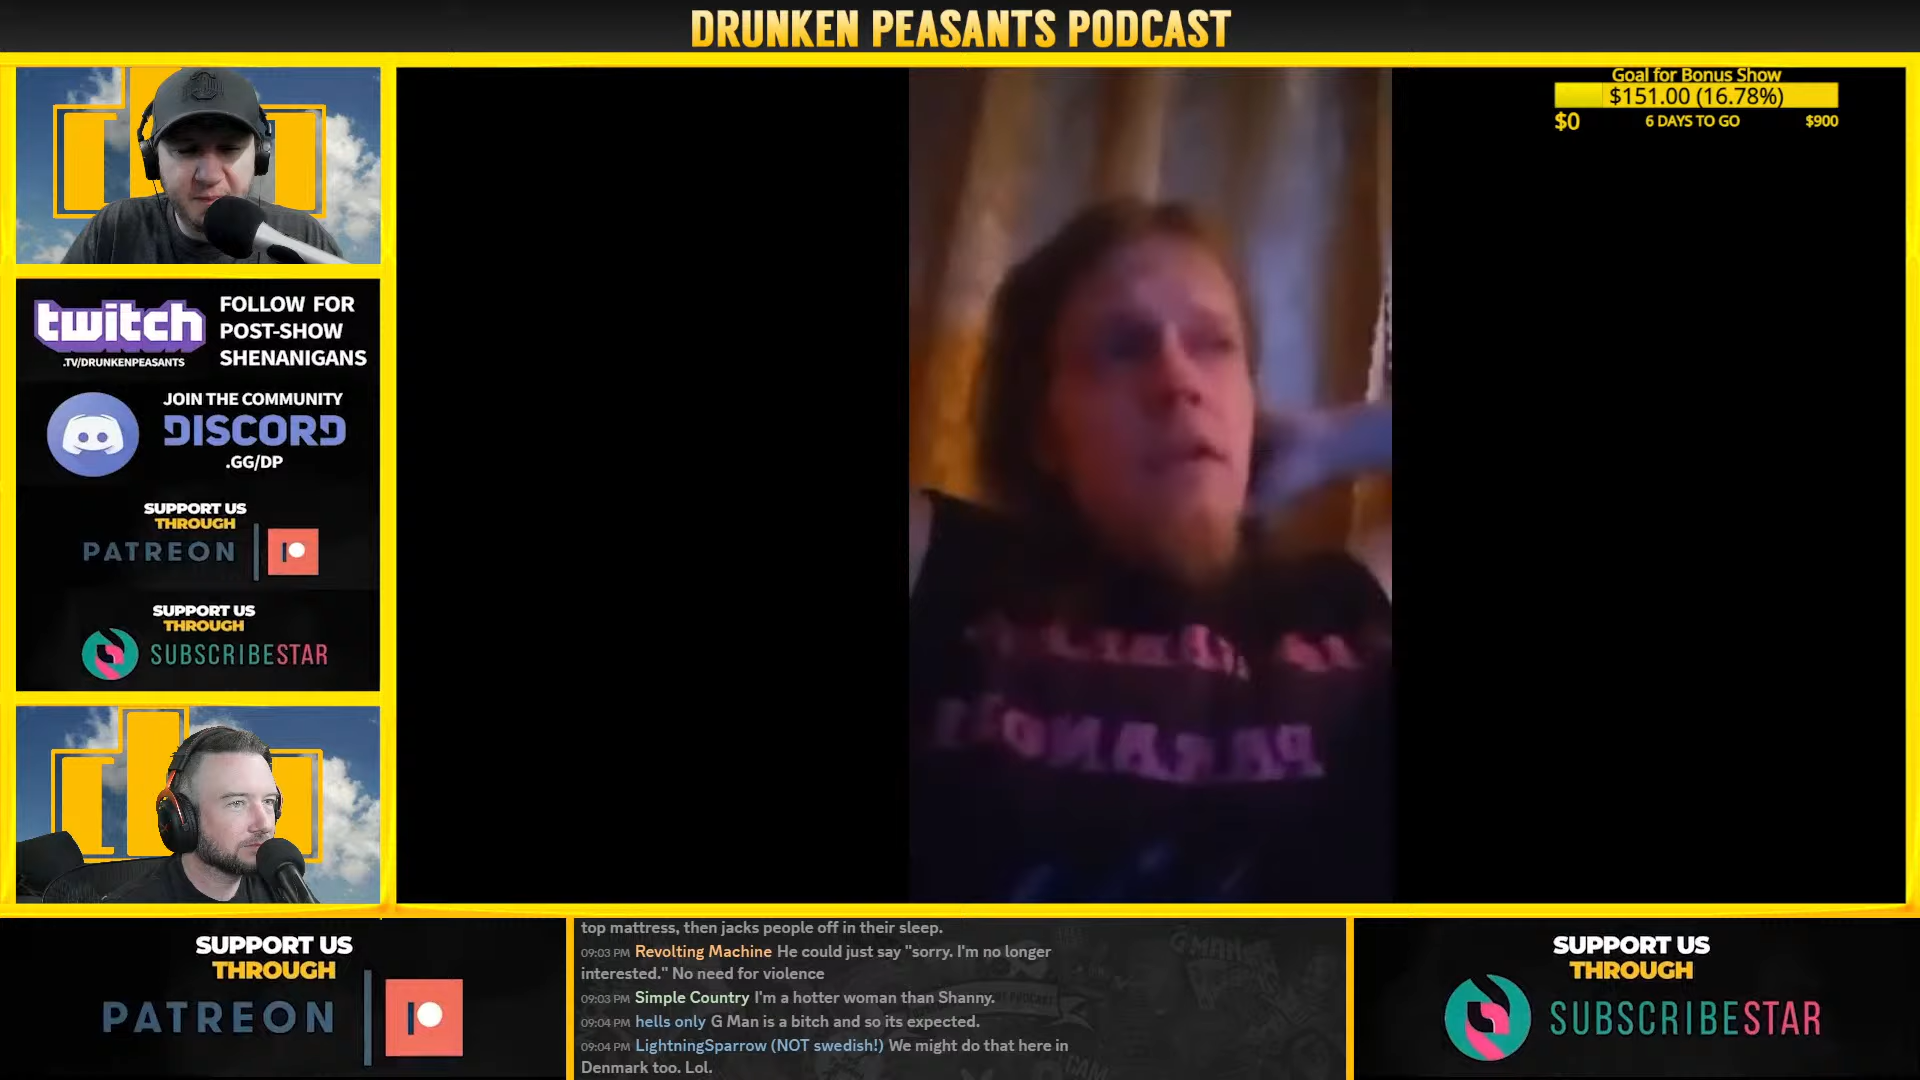 DRUNKEN PEASANTS PODCAST
Goal for Bonus Show
$151.00 (16.78%)
$0 6 DAYS TO GO $900
twitch
.TV/DRUNKENPEASANTS
FOLLOW FOR
POST-SHOW
SHENANIGANS
JOIN THE COMMUNITY
DISCORD
.GG/DP
SUPPORT US
THROUGH
PATREON
SUPPORT US
THROUGH
SUBSCRIBESTAR
SUPPORT US
THROUGH
PATREON
top mattress, then jacks people off in their sleep.
09:03 PM Revolting Machine He could just say "sorry. I'm no longer
interested." No need for violence
09:03 PM Simple Country I'm a hotter woman than Shanny.
09:04 PM hells only G Man is a bitch and so its expected.
09:04 PM LightningSparrow (NOT swedish!) We might do that here in
Denmark too. Lol.
SUPPORT US
THROUGH
SUBSCRIBESTAR